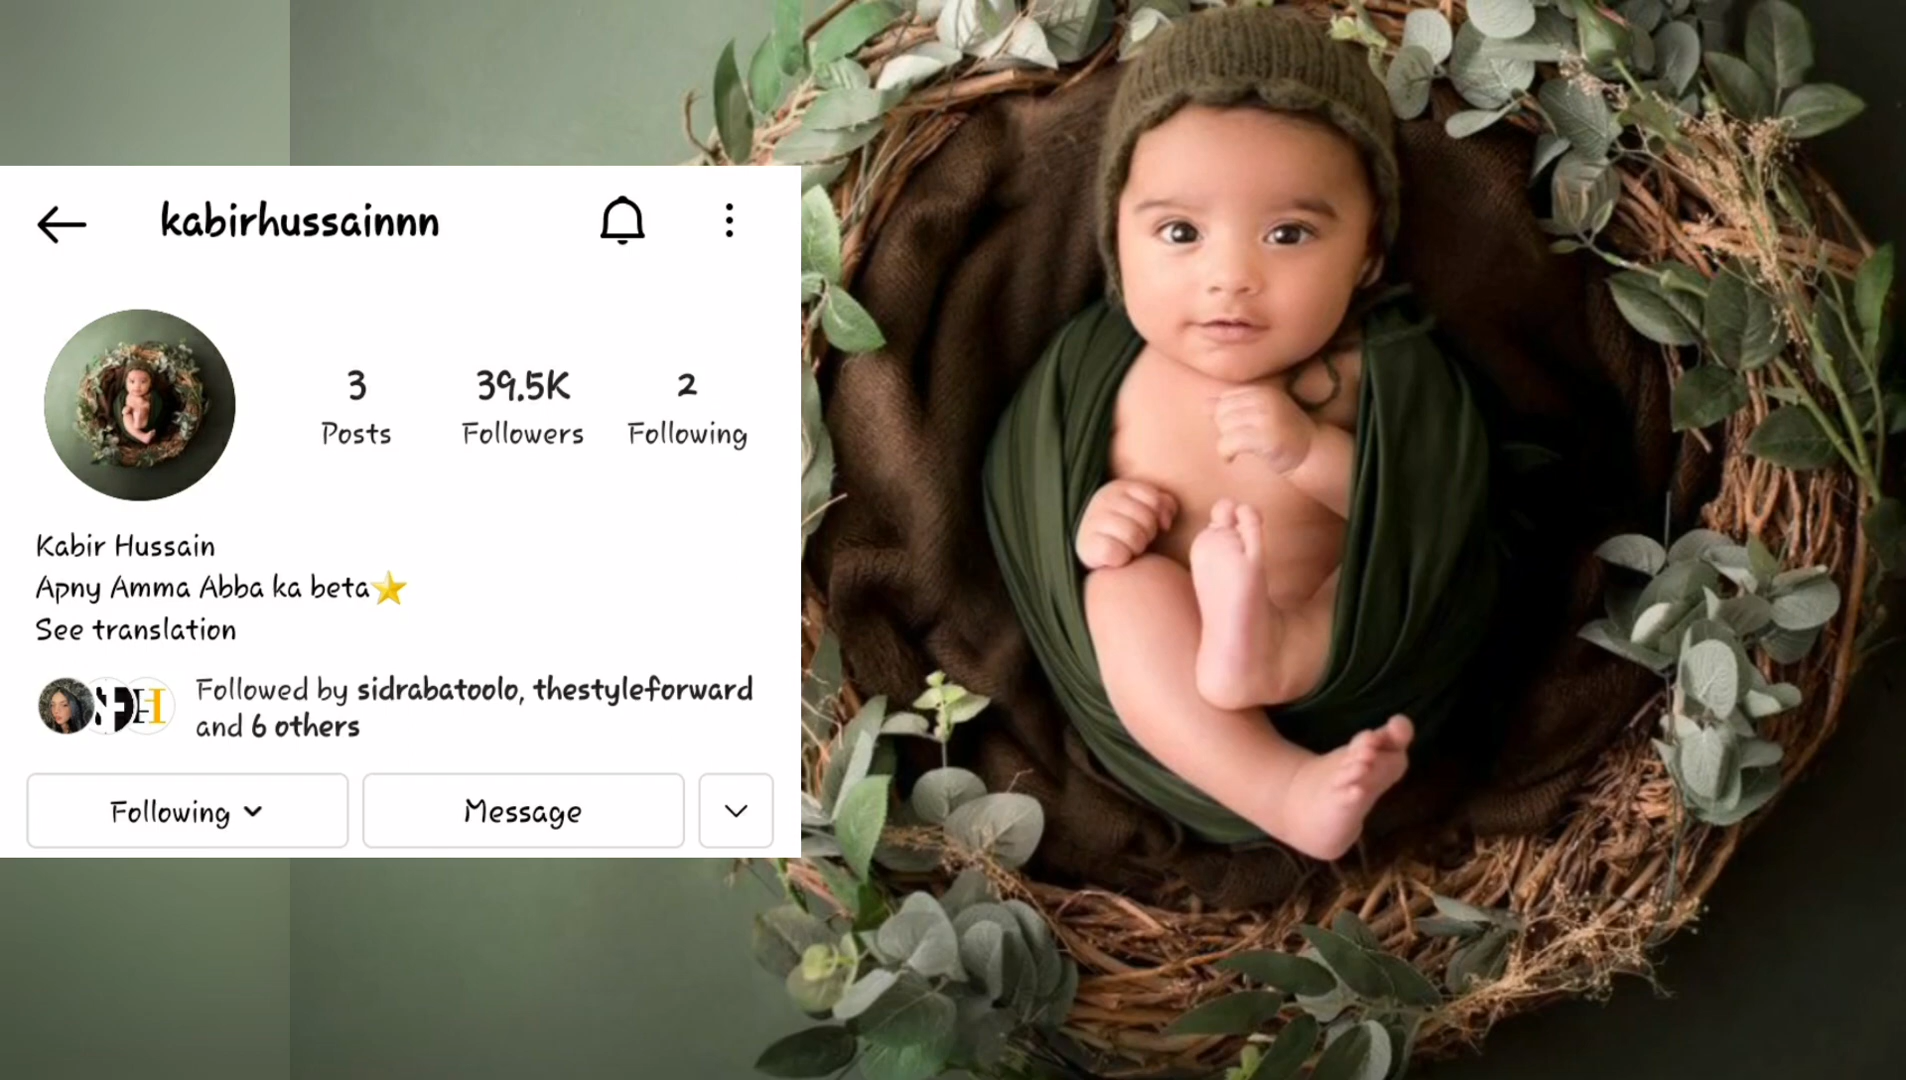 kabirhussainnn
3 39.5K 2
Posts Followers Following
Kabir Hussain
Apny Amma Abba ka beta⭐
See translation
Followed by sidrabatoolo, thestyleforward
and 6 others
Following Message